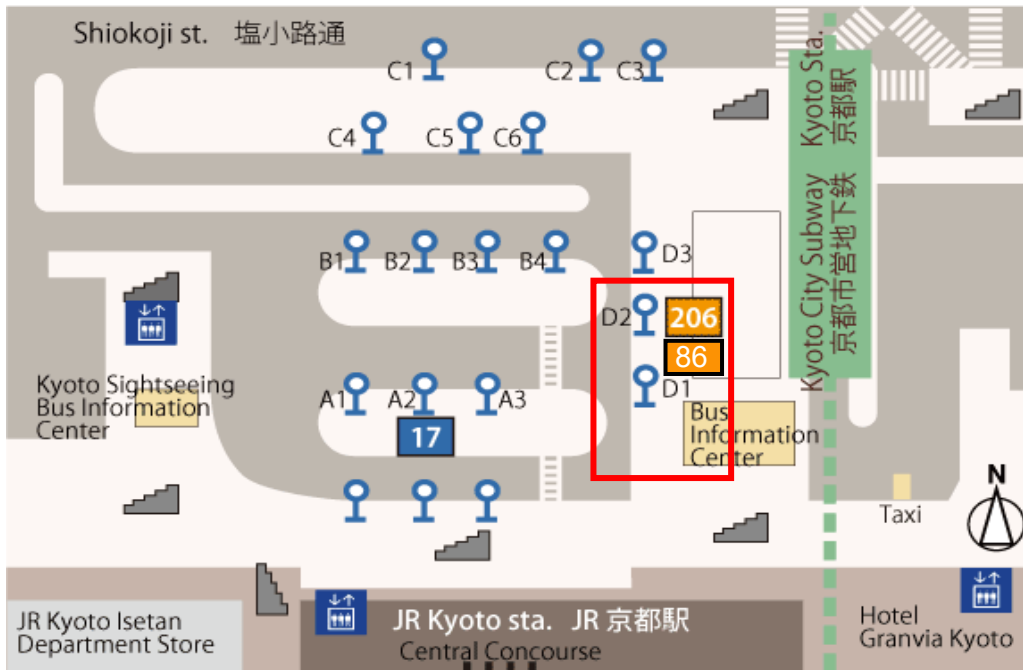 Shiokoji st. 塩小路通
C1
C2
C3
C4
C5
C6
Kyoto City Subway Kyoto Sta.
京都市営地下鉄 京都駅
B1
B2
B3
B4
D3
D2
206
86
D1
A1
A2
A3
17
Kyoto Sightseeing
Bus Information
Center
Bus
Information
Center
Taxi
N
JR Kyoto Isetan
Department Store
JR Kyoto sta. JR 京都駅
Central Concourse
Hotel
Granvia Kyoto